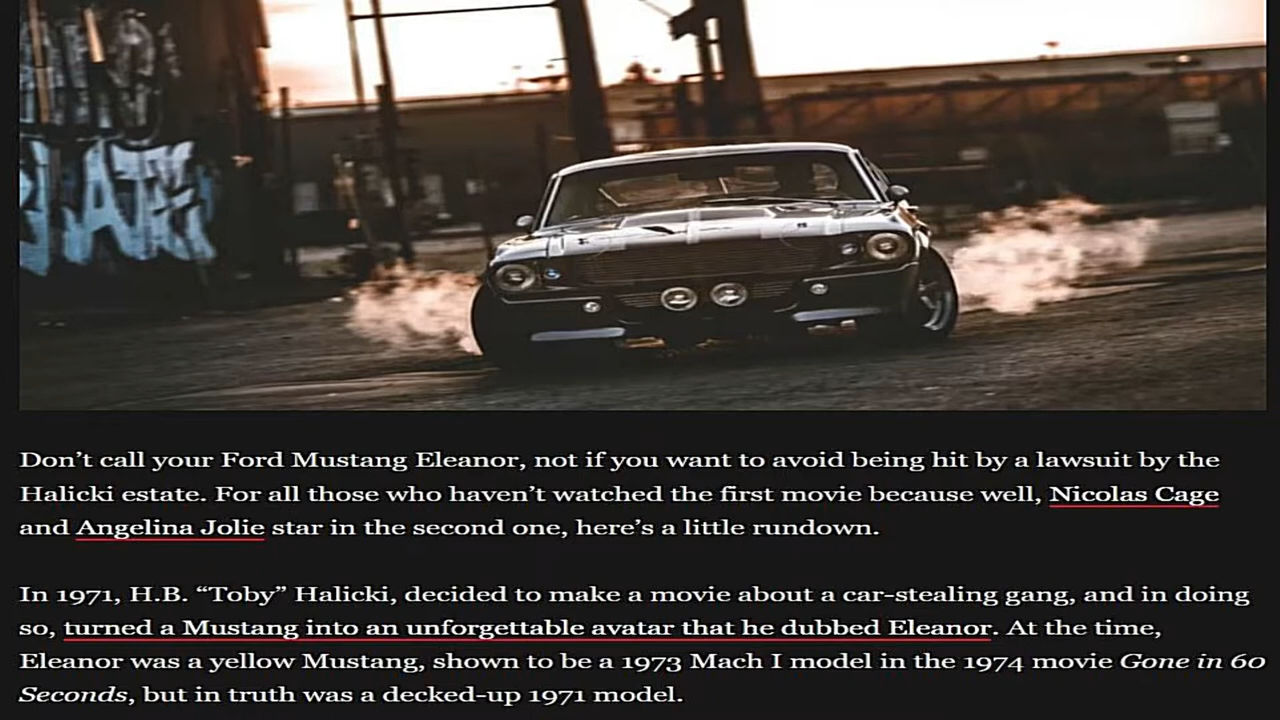 Don’t call your Ford Mustang Eleanor, not if you want to avoid being hit by a lawsuit by the
Halicki estate. For all those who haven’t watched the first movie because well, Nicolas Cage
and Angelina Jolie star in the second one, here’s a little rundown.
In 1971, H.B. “Toby” Halicki, decided to make a movie about a car-stealing gang, and in doing
so, turned a Mustang into an unforgettable avatar that he dubbed Eleanor. At the time,
Eleanor was a yellow Mustang, shown to be a 1973 Mach I model in the 1974 movie Gone in 60
Seconds, but in truth was a decked-up 1971 model.